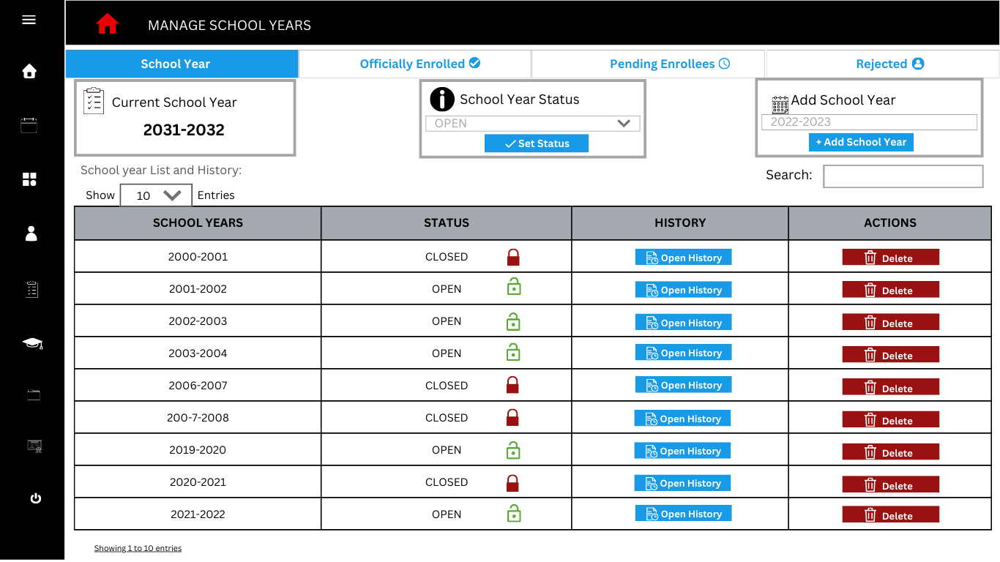 MANAGE SCHOOL YEARS
School Year
Officially Enrolled
Pending Enrollees
Rejected
Current School Year
2031-2032
School Year Status
OPEN
Set Status
Add School Year
2022-2023
+ Add School Year
School year List and History:
Search:
Show 10 Entries
SCHOOL YEARS STATUS HISTORY ACTIONS
2000-2001 CLOSED Open History Delete
2001-2002 OPEN Open History Delete
2002-2003 OPEN Open History Delete
2003-2004 OPEN Open History Delete
2006-2007 CLOSED Open History Delete
200-7-2008 CLOSED Open History Delete
2019-2020 OPEN Open History Delete
2020-2021 CLOSED Open History Delete
2021-2022 OPEN Open History Delete
Showing 1 to 10 entries